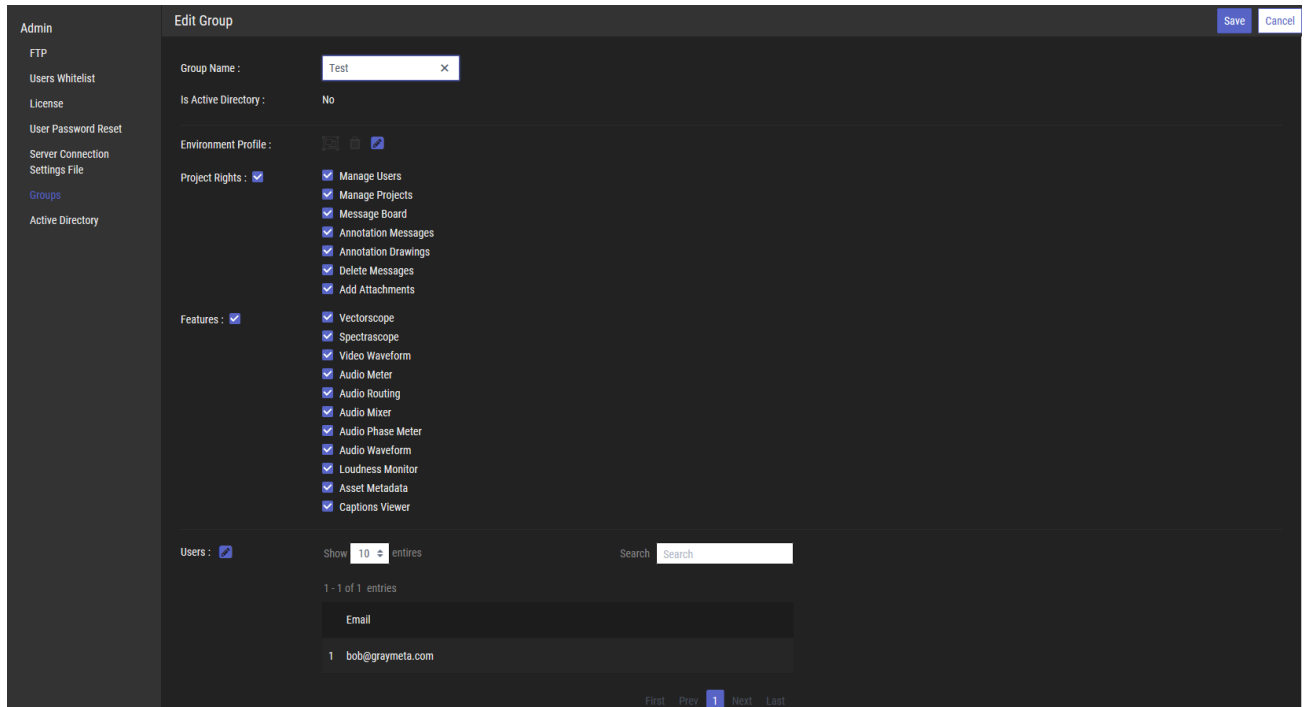 Admin
FTP
Users Whitelist
License
User Password Reset
Server Connection
Settings File
Groups
Active Directory
Edit Group
Save
Cancel
Group Name :
Test
Is Active Directory :
No
Environment Profile :
Project Rights :
Manage Users
Manage Projects
Message Board
Annotation Messages
Annotation Drawings
Delete Messages
Add Attachments
Features :
Vectorscope
Spectrascope
Video Waveform
Audio Meter
Audio Routing
Audio Mixer
Audio Phase Meter
Audio Waveform
Loudness Monitor
Asset Metadata
Captions Viewer
Users :
Show 10 entires
Search Search
1 - 1 of 1 entries
Email
1 bob@graymeta.com
First Prev 1 Next Last